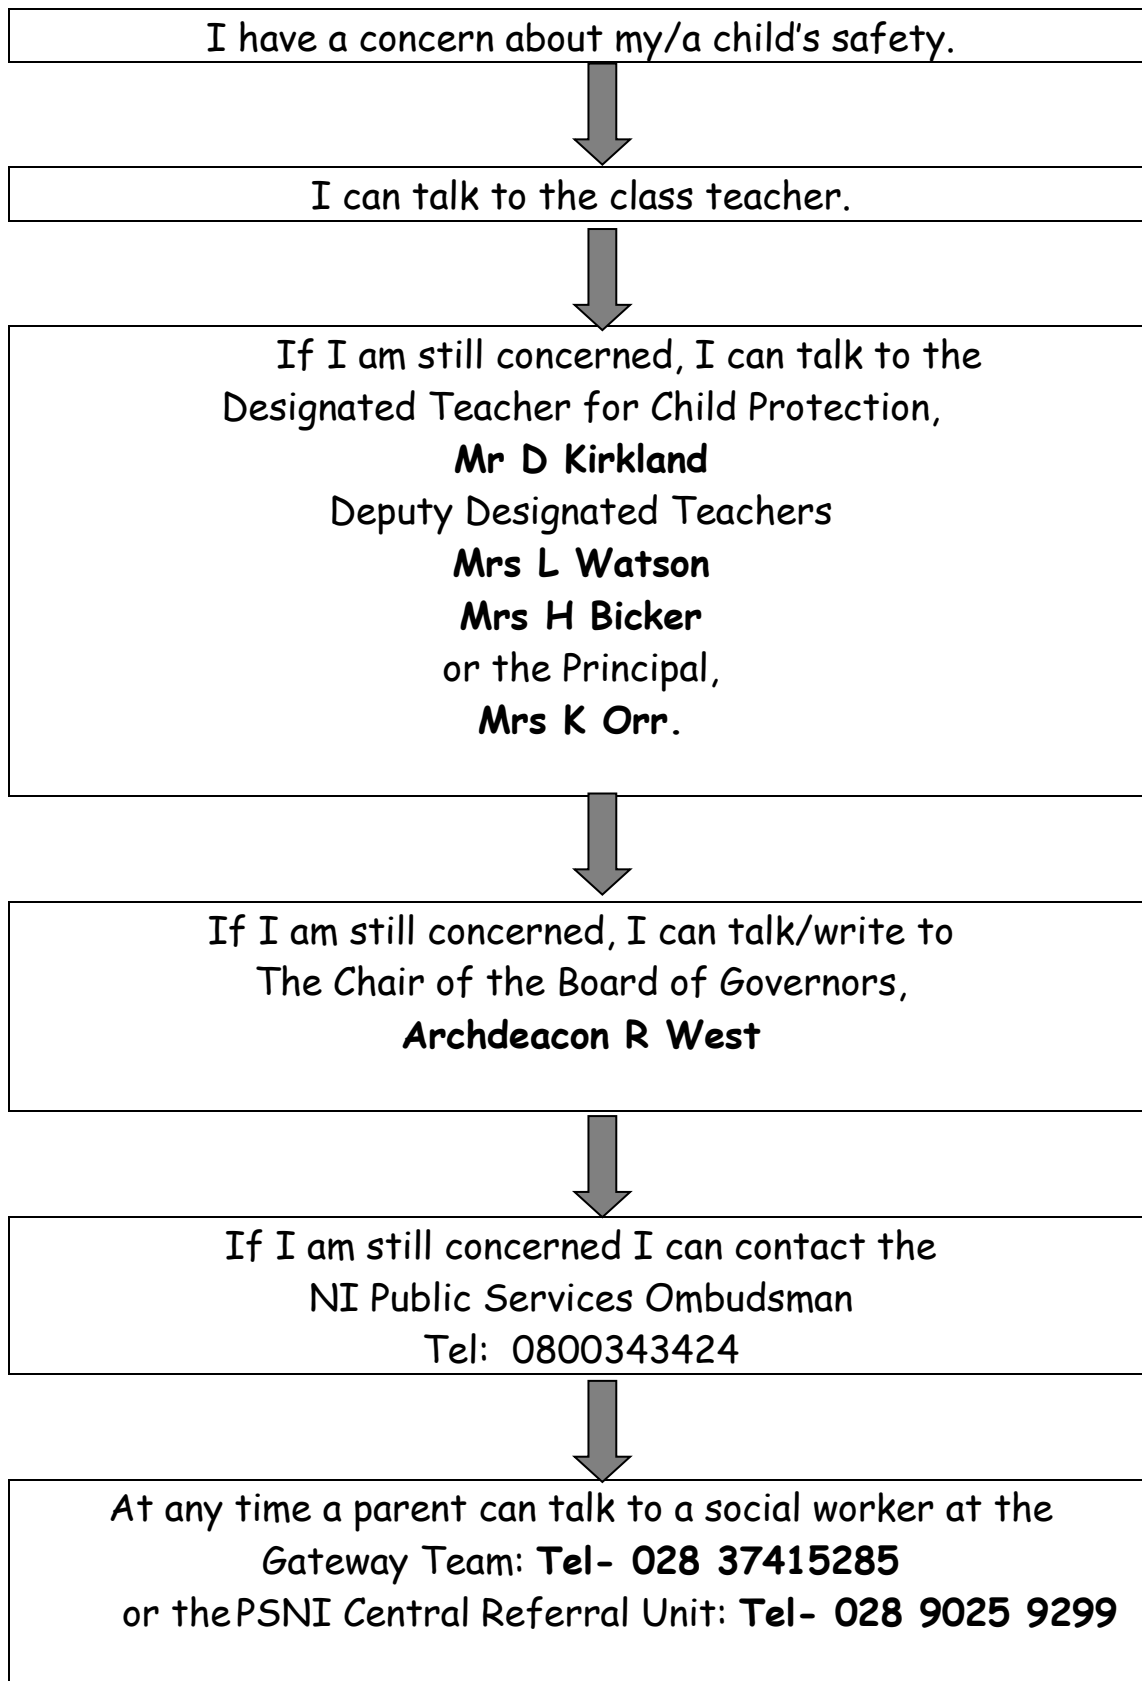 I have a concern about my/a child's safety.
I can talk to the class teacher.
If I am still concerned, I can talk to the
Designated Teacher for Child Protection,
Mr D Kirkland
Deputy Designated Teachers
Mrs L Watson
Mrs H Bicker
or the Principal,
Mrs K Orr.
If I am still concerned, I can talk/write to
The Chair of the Board of Governors,
Archdeacon R West
If I am still concerned I can contact the
NI Public Services Ombudsman
Tel: 0800343424
At any time a parent can talk to a social worker at the
Gateway Team: Tel- 028 37415285
or the PSNI Central Referral Unit: Tel- 028 9025 9299